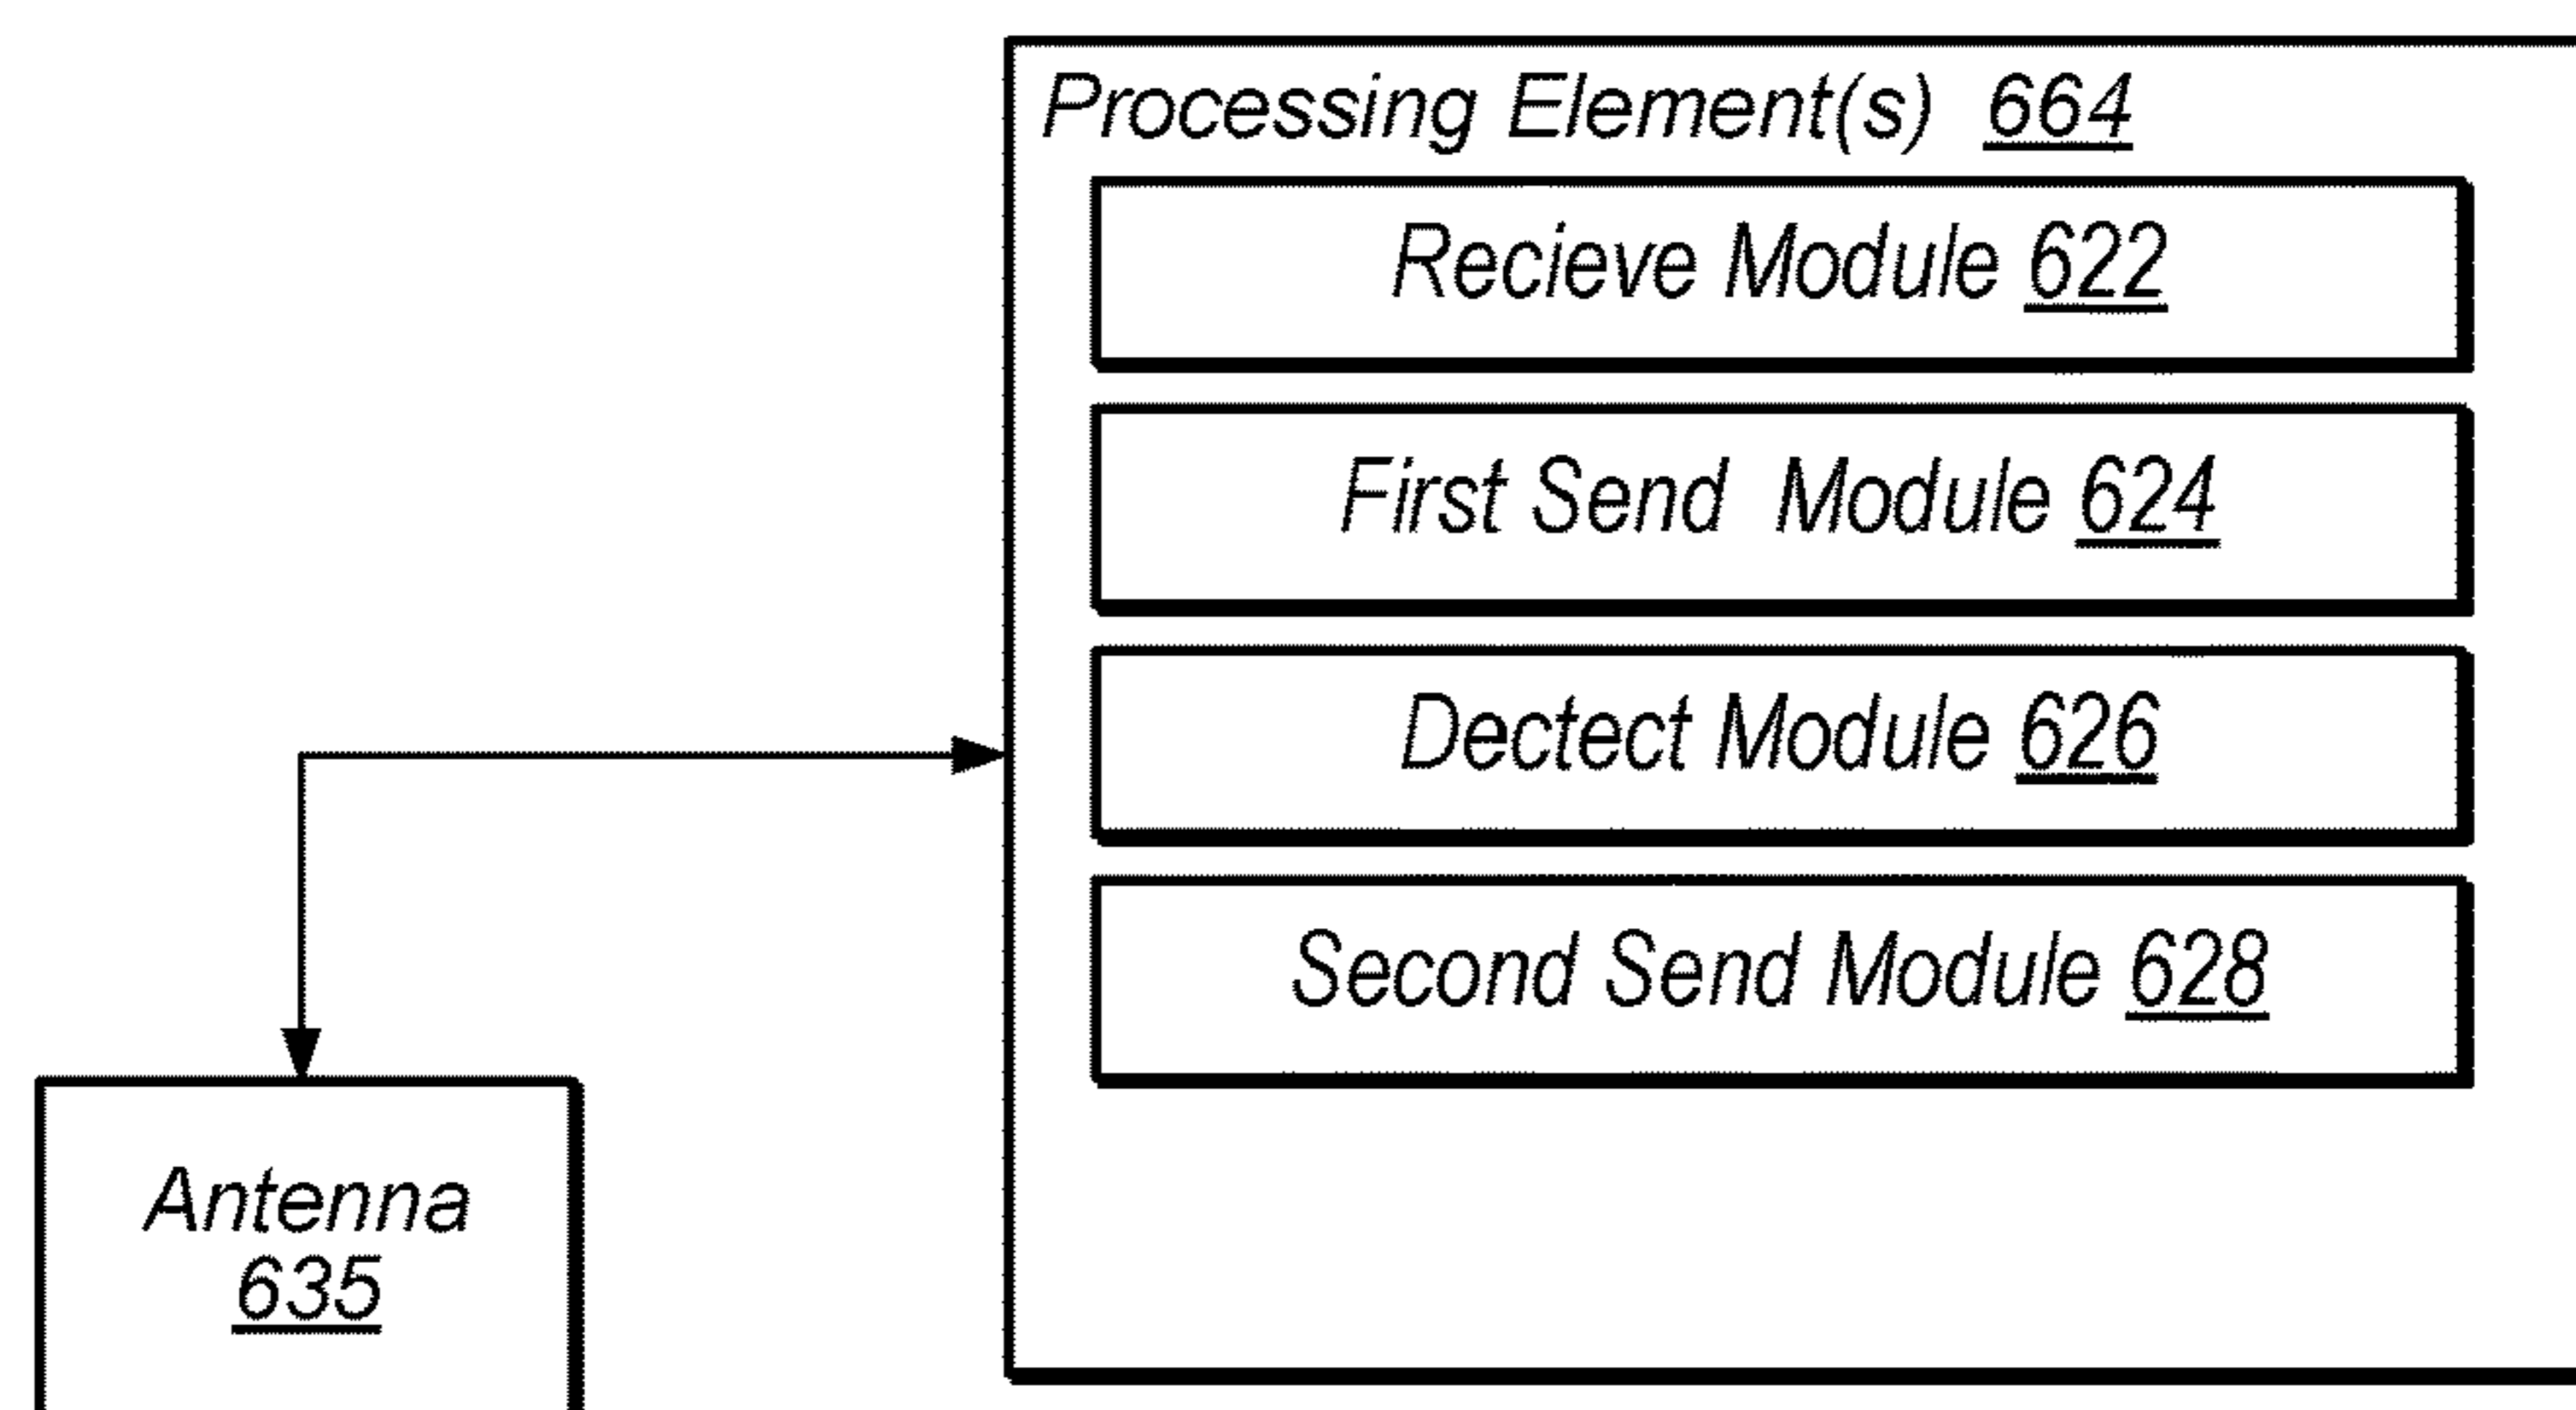 Processing Element(s) 664
Recieve Module 622
First Send Module 624
Dectect Module 626
Second Send Module 628
Antenna
635